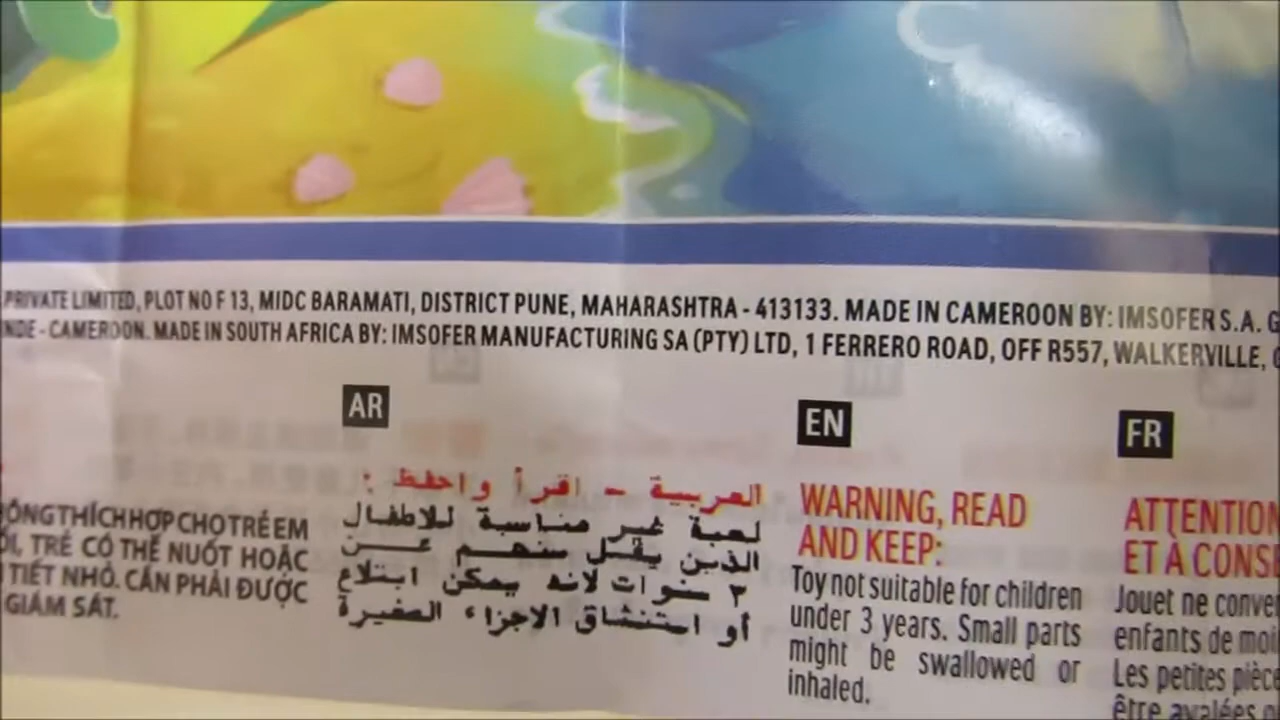 PRIVATE LIMITED, PLOT NO F 13, MIDC BARAMATI, DISTRICT PUNE, MAHARASHTRA - 413133. MADE IN CAMEROON BY: IMSOFER S.A. G
NDE - CAMEROON. MADE IN SOUTH AFRICA BY: IMSOFER MANUFACTURING SA (PTY) LTD, 1 FERRERO ROAD, OFF R557, WALKERVILLE,
ÔNG THÍCH HỢP CHO TRẺ EM
ỔI, TRẺ CÓ THỂ NUỐT HOẶC
TIẾT NHỎ. CẦN PHẢI ĐƯỢC
GIÁM SÁT.
AR
العربية - اقرأ واحفظ :
لعبة غير مناسبة للاطفال
الذين يقل سنهم عن
٣ سنوات لانه يمكن ابتلاع
أو استنشاق الاجزاء الصغيرة
EN
WARNING, READ
AND KEEP:
Toy not suitable for children
under 3 years. Small parts
might be swallowed or
inhaled.
FR
ATTENTION
ET À CONSE
Jouet ne conve
enfants de moi
Les petites pièce
être avalées o